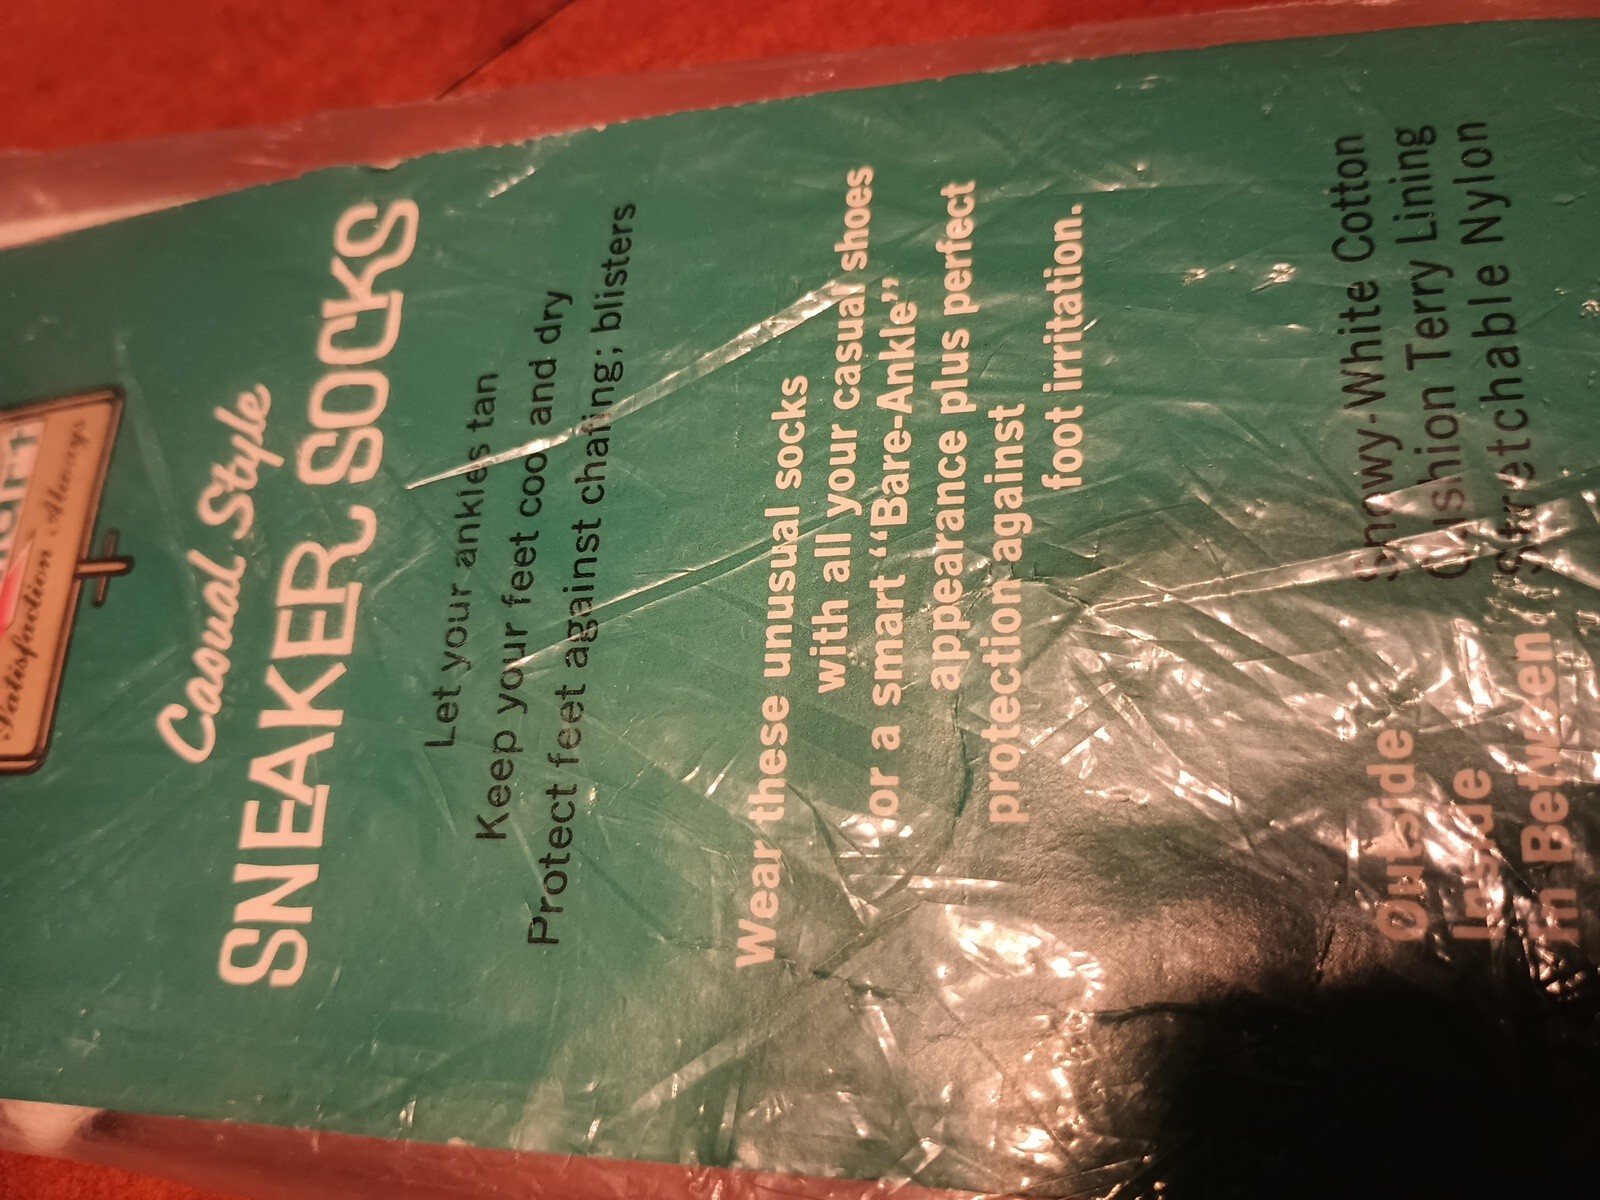 Satisfaction Always
Casual Style
SNEAKER SOCKS
Let your ankles tan
Keep your feet cool and dry
Protect feet against chafing; blisters
Wear these unusual socks
with all your casual shoes
for a smart "Bare-Ankle"
appearance plus perfect
protection against
foot irritation.
Outside Snowy-White Cotton
Inside Cushion Terry Lining
In Between Stretchable Nylon